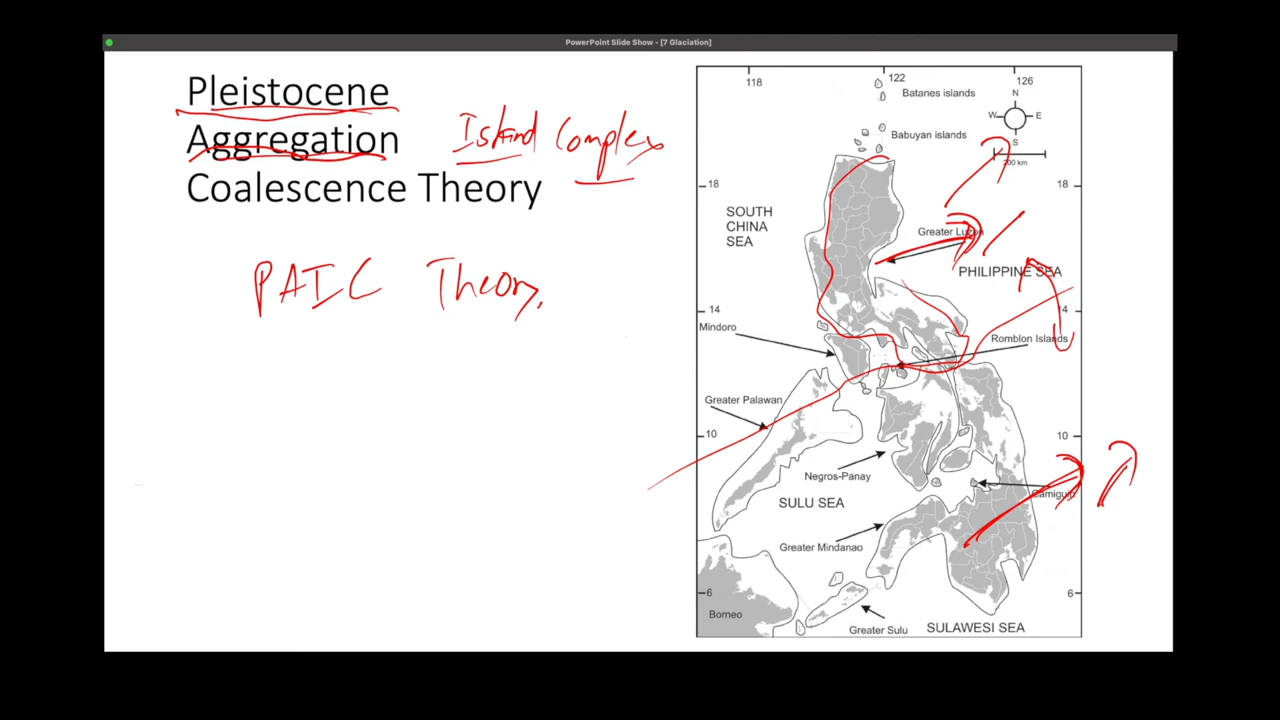 PowerPoint Slide Show - [7 Glaciation]
Pleistocene
Aggregation Island Complex
Coalescence Theory
PAIC Theory,
118 122 126
Batanes islands
N
W E
S
Babuyan islands
200 km
18 18
SOUTH
CHINA
SEA
Greater Luzon
PHILIPPINE SEA
14 14
Mindoro
Romblon Islands
Greater Palawan
10 10
Negros-Panay
SULU SEA
Camiguin
Greater Mindanao
6 6
Borneo
Greater Sulu
SULAWESI SEA